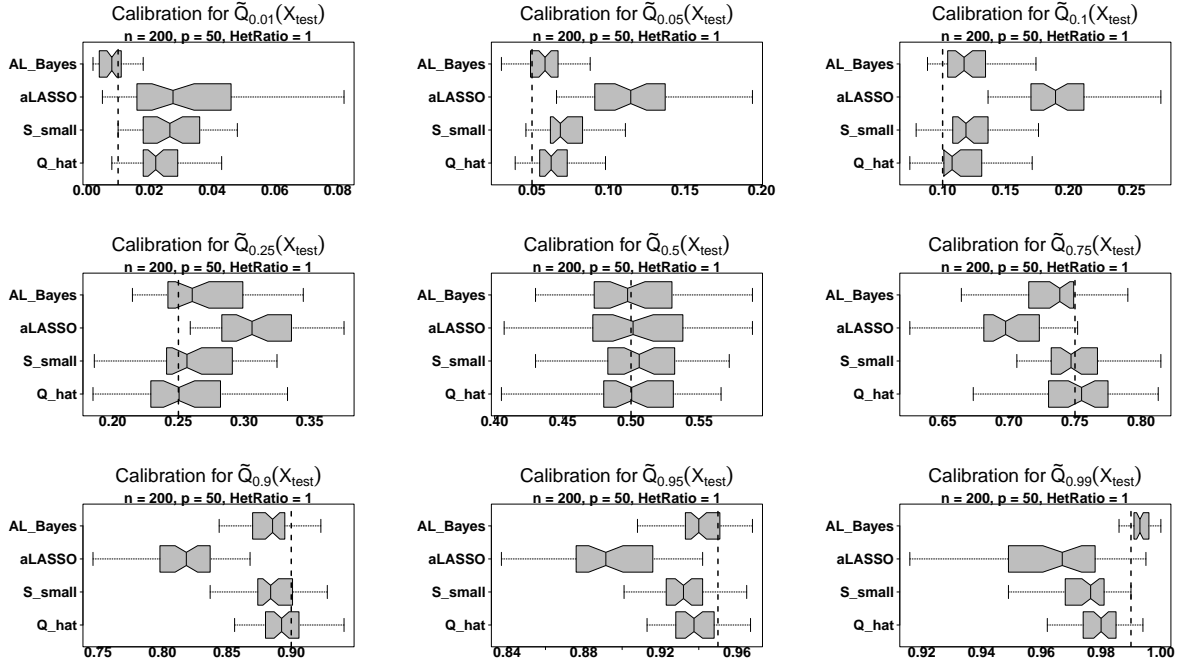 Calibration for Q̃0.01(Xtest)
n = 200, p = 50, HetRatio = 1
AL_Bayes
aLASSO
S_small
Q_hat
0.00 0.02 0.04 0.06 0.08
Calibration for Q̃0.05(Xtest)
n = 200, p = 50, HetRatio = 1
AL_Bayes
aLASSO
S_small
Q_hat
0.05 0.10 0.15 0.20
Calibration for Q̃0.1(Xtest)
n = 200, p = 50, HetRatio = 1
AL_Bayes
aLASSO
S_small
Q_hat
0.10 0.15 0.20 0.25
Calibration for Q̃0.25(Xtest)
n = 200, p = 50, HetRatio = 1
AL_Bayes
aLASSO
S_small
Q_hat
0.20 0.25 0.30 0.35
Calibration for Q̃0.5(Xtest)
n = 200, p = 50, HetRatio = 1
AL_Bayes
aLASSO
S_small
Q_hat
0.40 0.45 0.50 0.55
Calibration for Q̃0.75(Xtest)
n = 200, p = 50, HetRatio = 1
AL_Bayes
aLASSO
S_small
Q_hat
0.65 0.70 0.75 0.80
Calibration for Q̃0.9(Xtest)
n = 200, p = 50, HetRatio = 1
AL_Bayes
aLASSO
S_small
Q_hat
0.75 0.80 0.85 0.90
Calibration for Q̃0.95(Xtest)
n = 200, p = 50, HetRatio = 1
AL_Bayes
aLASSO
S_small
Q_hat
0.84 0.88 0.92 0.96
Calibration for Q̃0.99(Xtest)
n = 200, p = 50, HetRatio = 1
AL_Bayes
aLASSO
S_small
Q_hat
0.92 0.94 0.96 0.98 1.00